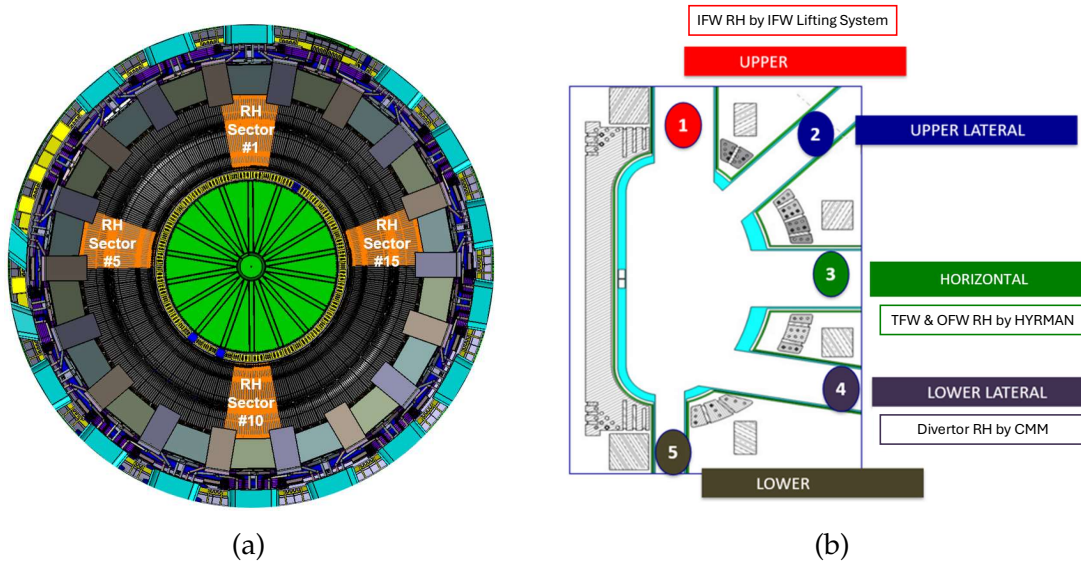 RH
Sector
#1
RH
Sector
#5
RH
Sector
#15
RH
Sector
#10
(a)
IFW RH by IFW Lifting System
UPPER
1
2
UPPER LATERAL
3
HORIZONTAL
TFW & OFW RH by HYRMAN
4
LOWER LATERAL
Divertor RH by CMM
5
LOWER
(b)